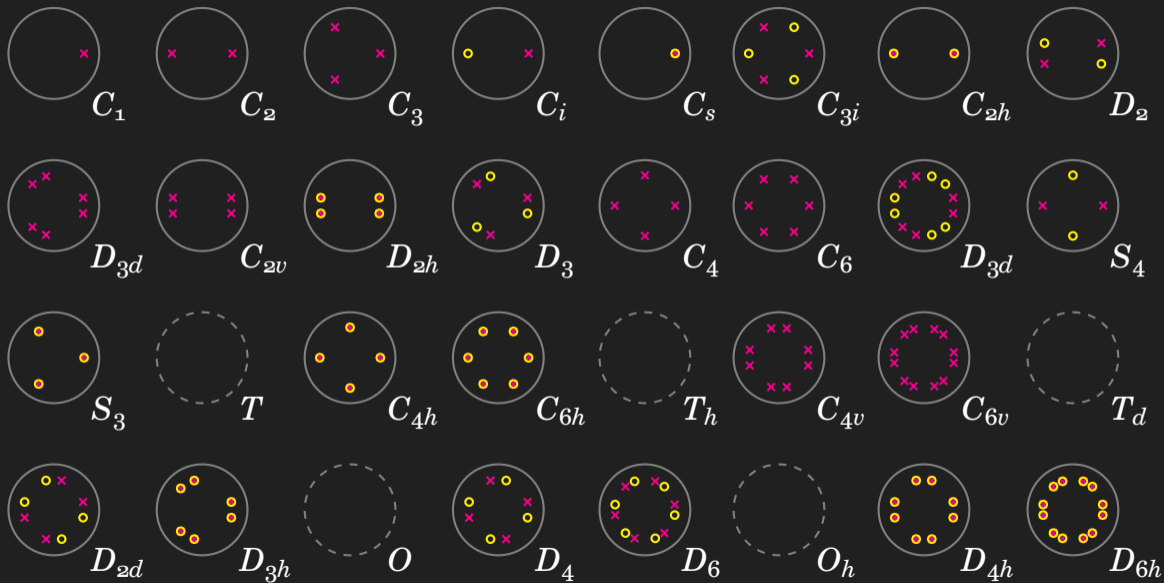 C₁ C₂ C₃ Cᵢ Cₛ C₃ᵢ C₂ₕ D₂
D₃d C₂ᵥ D₂ₕ D₃ C₄ C₆ D₃d S₄
S₃ T C₄ₕ C₆ₕ Tₕ C₄ᵥ C₆ᵥ Td
D₂d D₃ₕ O D₄ D₆ Oₕ D₄ₕ D₆ₕ